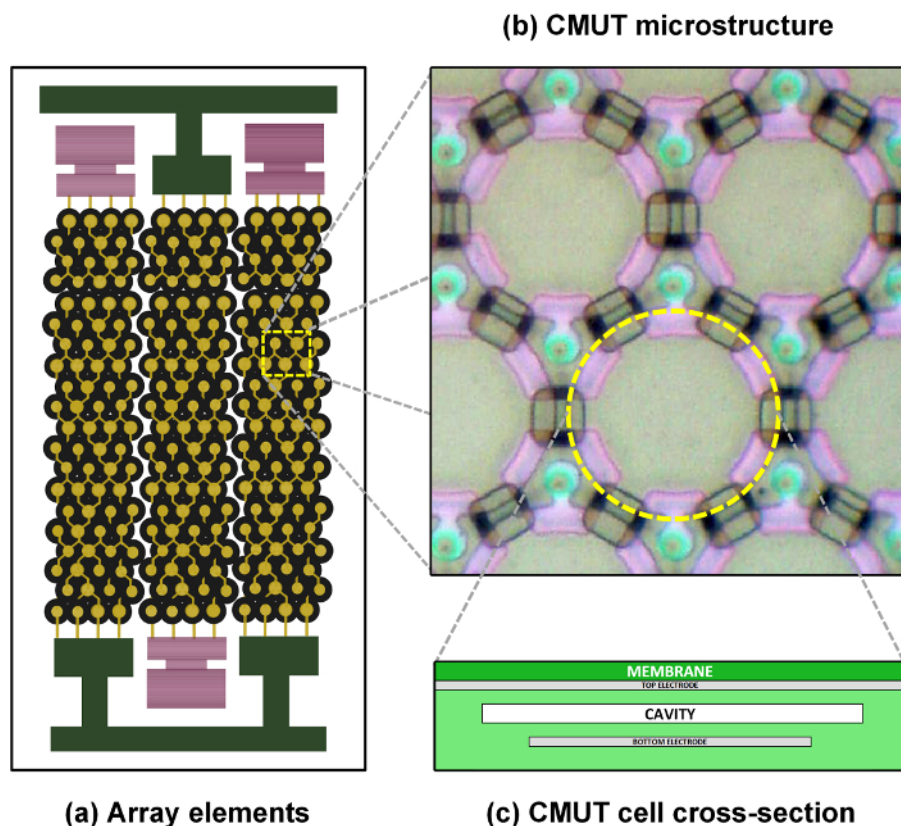 (b) CMUT microstructure
MEMBRANE
TOP ELECTRODE
CAVITY
BOTTOM ELECTRODE
(a) Array elements
(c) CMUT cell cross-section